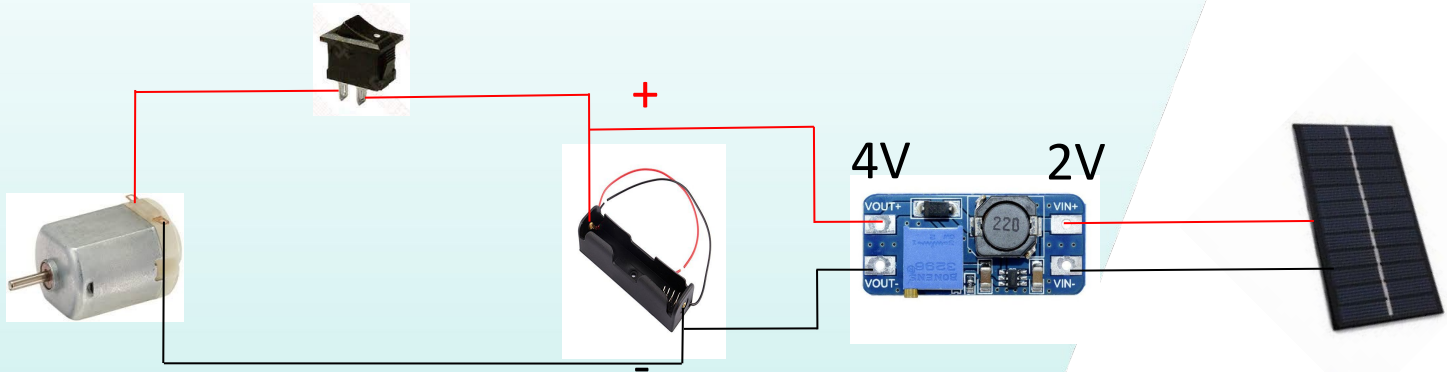 +
4V
2V
VOUT+
VIN+
220
VOUT-
VIN-
-